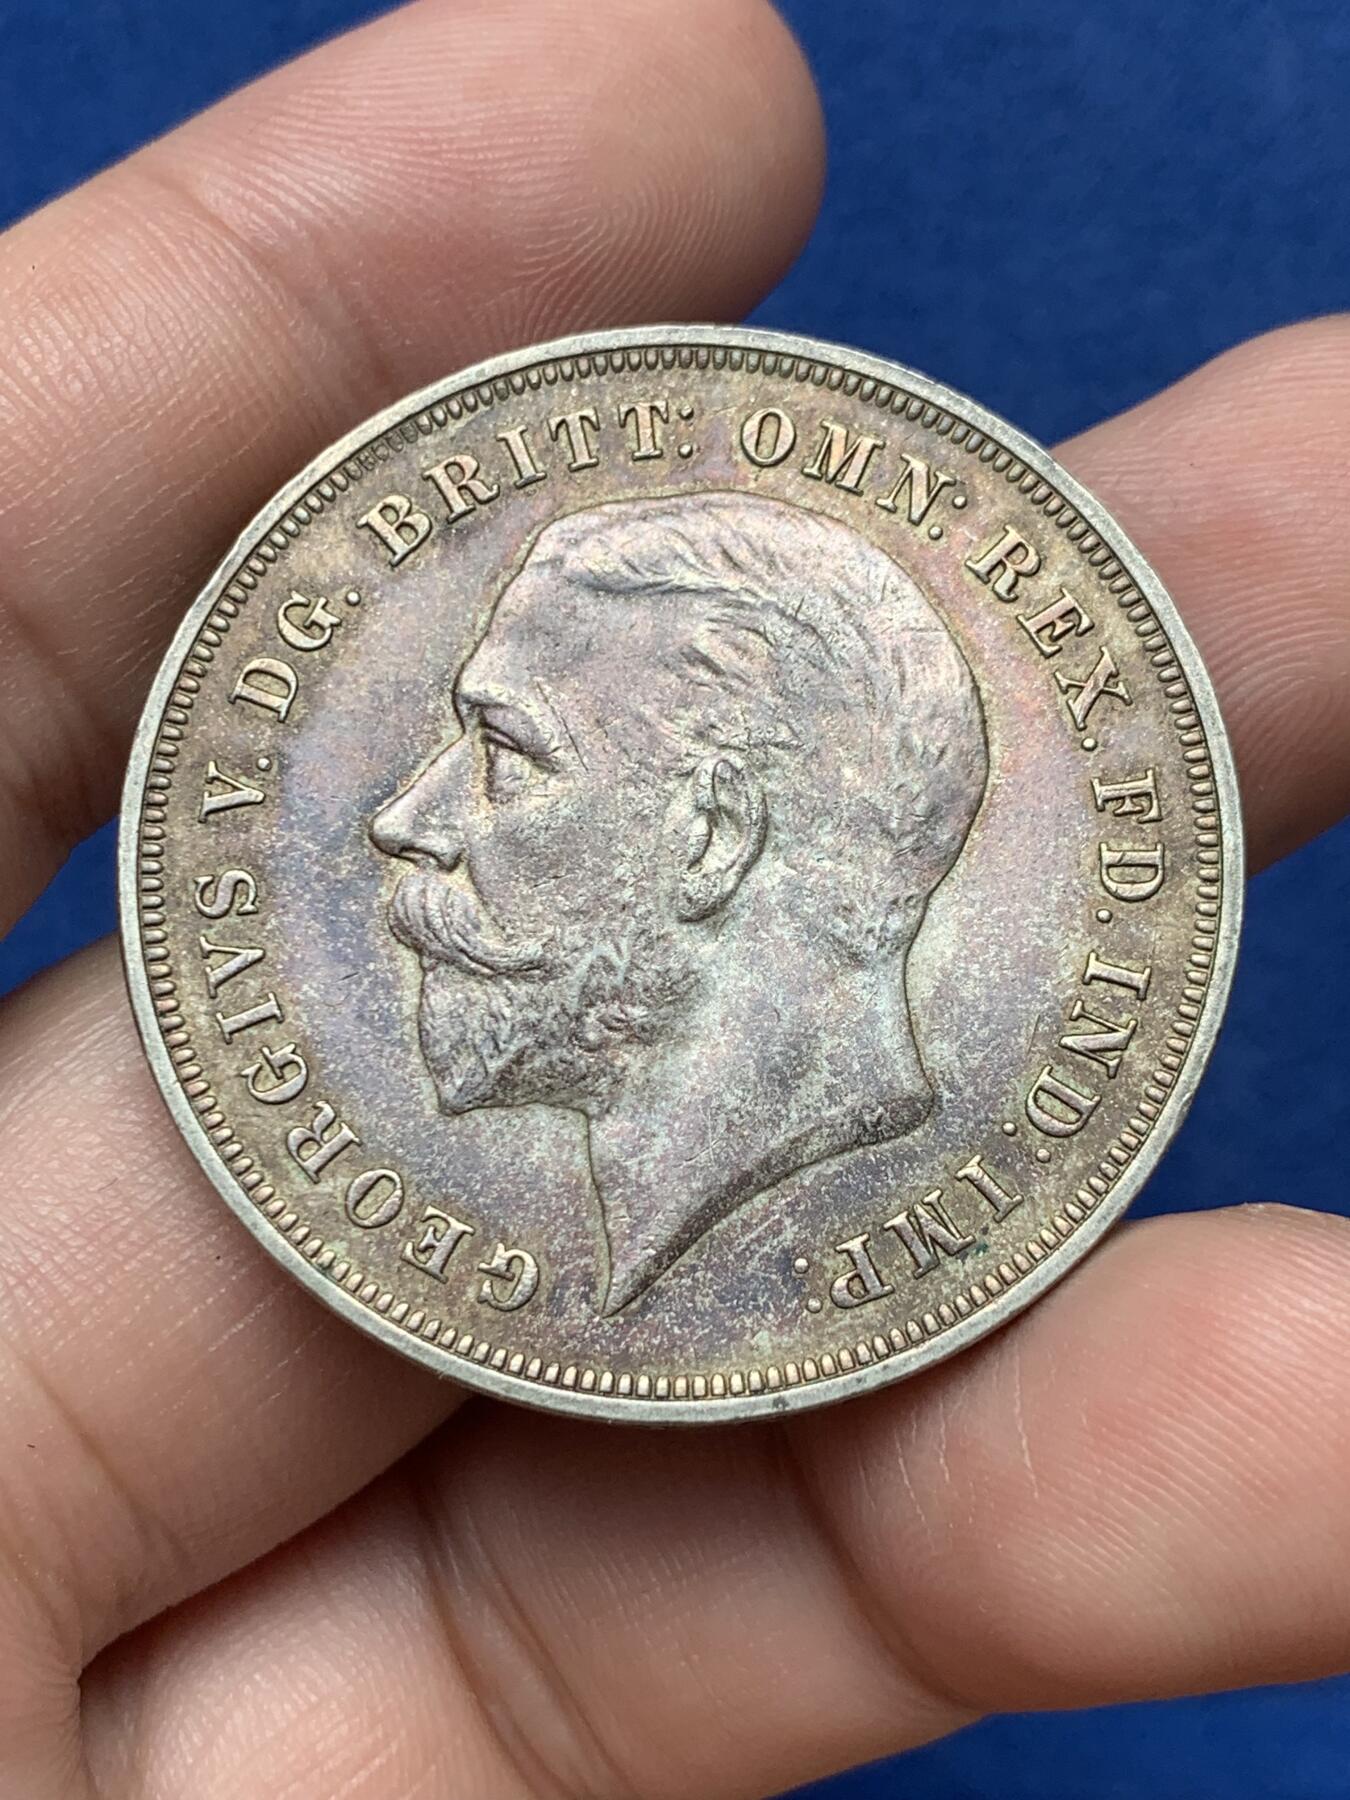 GEORGIVS V. DG. BRITT: OMN: REX. FD. IND. IMP: